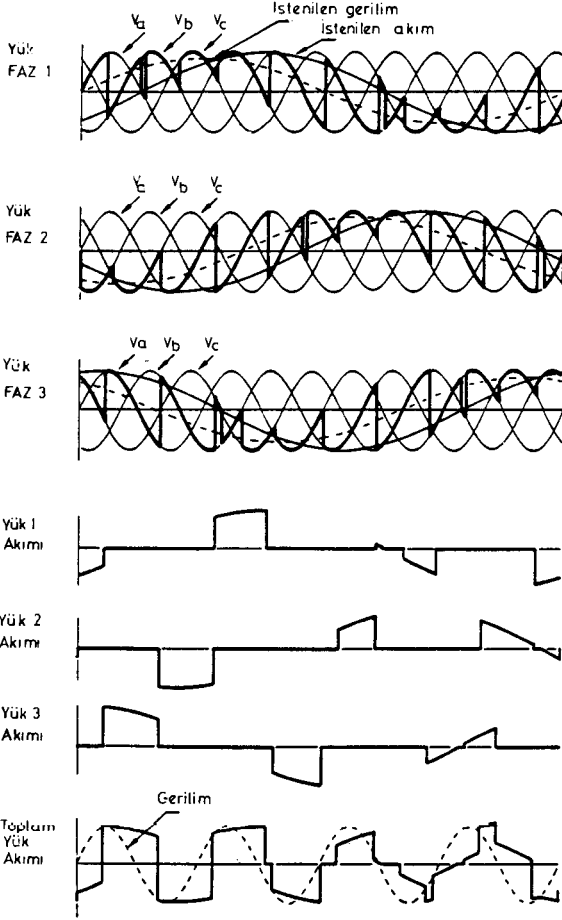 İstenilen gerilim
Va Vb Vc
İstenilen akım
Yük
FAZ 1
Vc Vb Vc
Yük
FAZ 2
Va Vb Vc
Yük
FAZ 3
Yük 1
Akımı
Yük 2
Akımı
Yük 3
Akımı
Gerilim
Toplam
Yük
Akımı